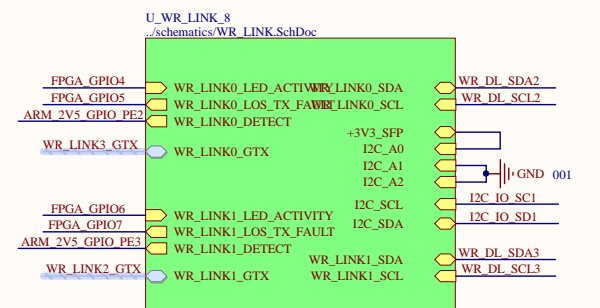 U_WR_LINK_8
../schematics/WR_LINK.SchDoc
FPGA_GPIO4
WR_LINK0_LED_ACTIVITY
WR_LINK0_SDA
WR_DL_SDA2
FPGA_GPIO5
WR_LINK0_LOS_TX_FAULT
WR_LINK0_SCL
WR_DL_SCL2
ARM_2V5_GPIO_PE2
WR_LINK0_DETECT
+3V3_SFP
WR_LINK3_GTX
WR_LINK0_GTX
I2C_A0
I2C_A1
GND
001
I2C_A2
I2C_SCL
I2C_IO_SC1
FPGA_GPIO6
WR_LINK1_LED_ACTIVITY
I2C_SDA
I2C_IO_SD1
FPGA_GPIO7
WR_LINK1_LOS_TX_FAULT
ARM_2V5_GPIO_PE3
WR_LINK1_DETECT
WR_LINK1_SDA
WR_DL_SDA3
WR_LINK2_GTX
WR_LINK1_GTX
WR_LINK1_SCL
WR_DL_SCL3